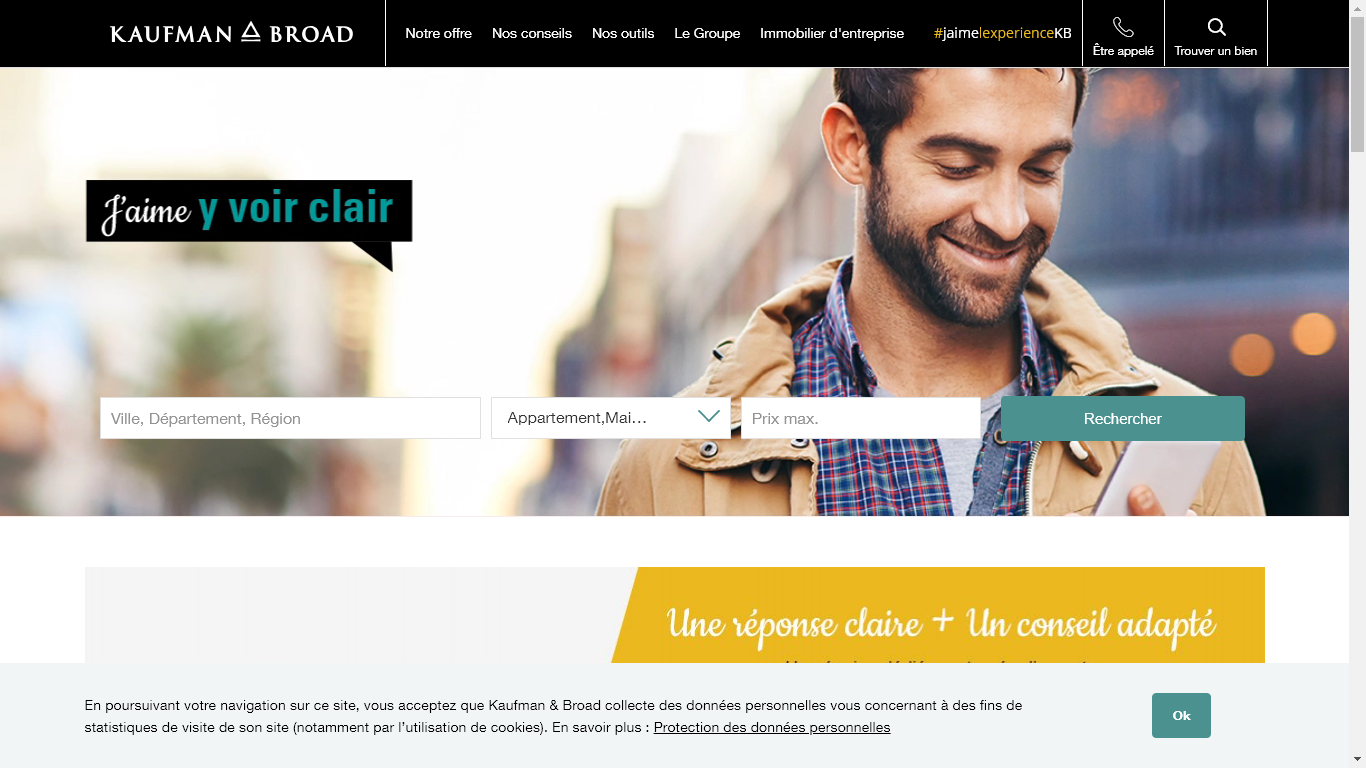 KAUFMAN BROAD
Notre offre
Nos conseils
Nos outils
Le Groupe
Immobilier d'entreprise
#jaimelexperienceKB
Être appelé
Trouver un bien
J'aime y voir clair
Ville, Département, Région
Appartement,Mai...
Prix max.
Rechercher
Une réponse claire + Un conseil adapté
En poursuivant votre navigation sur ce site, vous acceptez que Kaufman & Broad collecte des données personnelles vous concernant à des fins de
statistiques de visite de son site (notamment par l'utilisation de cookies). En savoir plus : Protection des données personnelles
Ok